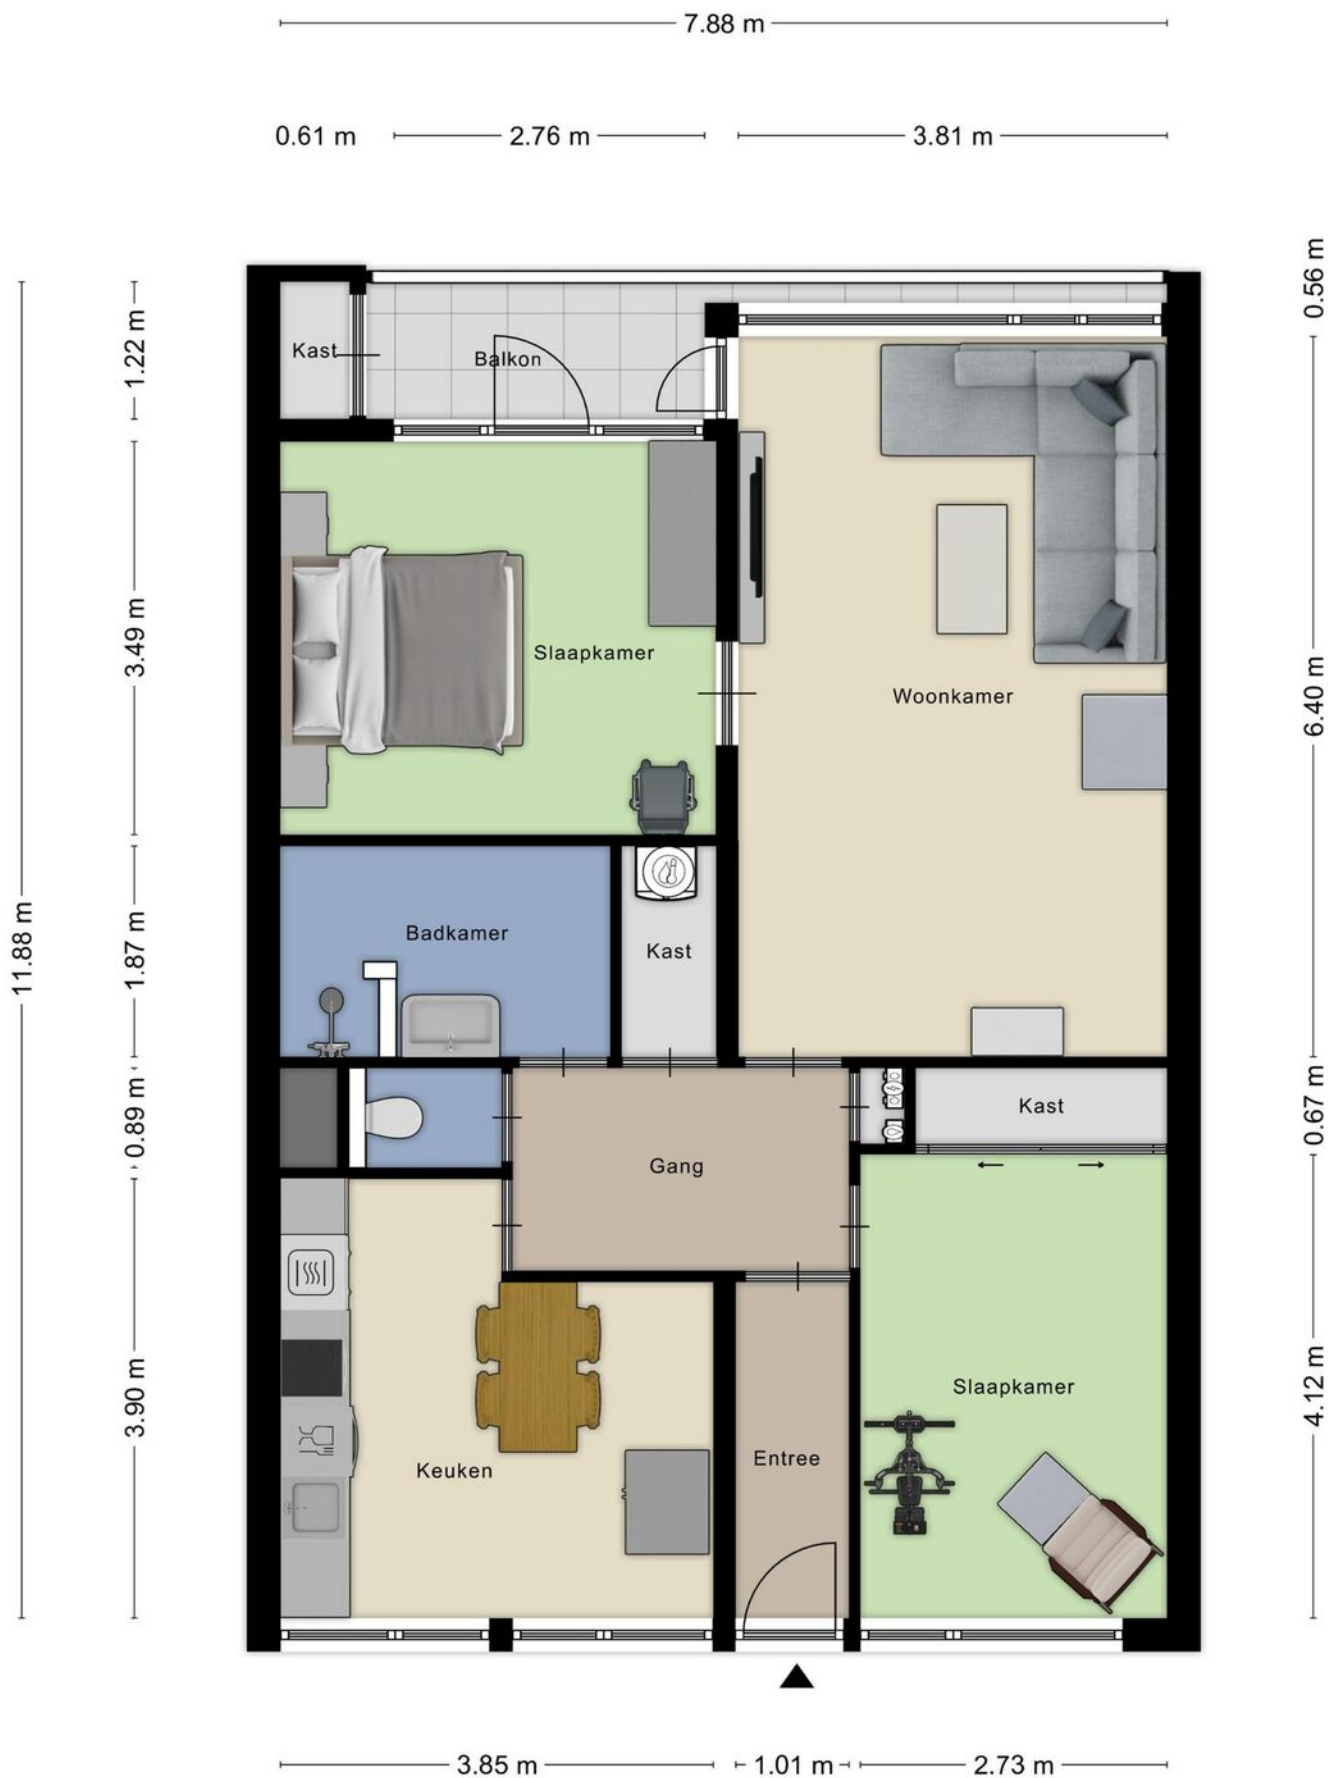 7.88 m
0.61 m
2.76 m
3.81 m
0.56 m
1.22 m
Kast
Balkon
3.49 m
Slaapkamer
Woonkamer
6.40 m
11.88 m
1.87 m
Badkamer
Kast
0.89 m
Kast
0.67 m
Gang
3.90 m
Slaapkamer
4.12 m
Keuken
Entree
3.85 m
1.01 m
2.73 m